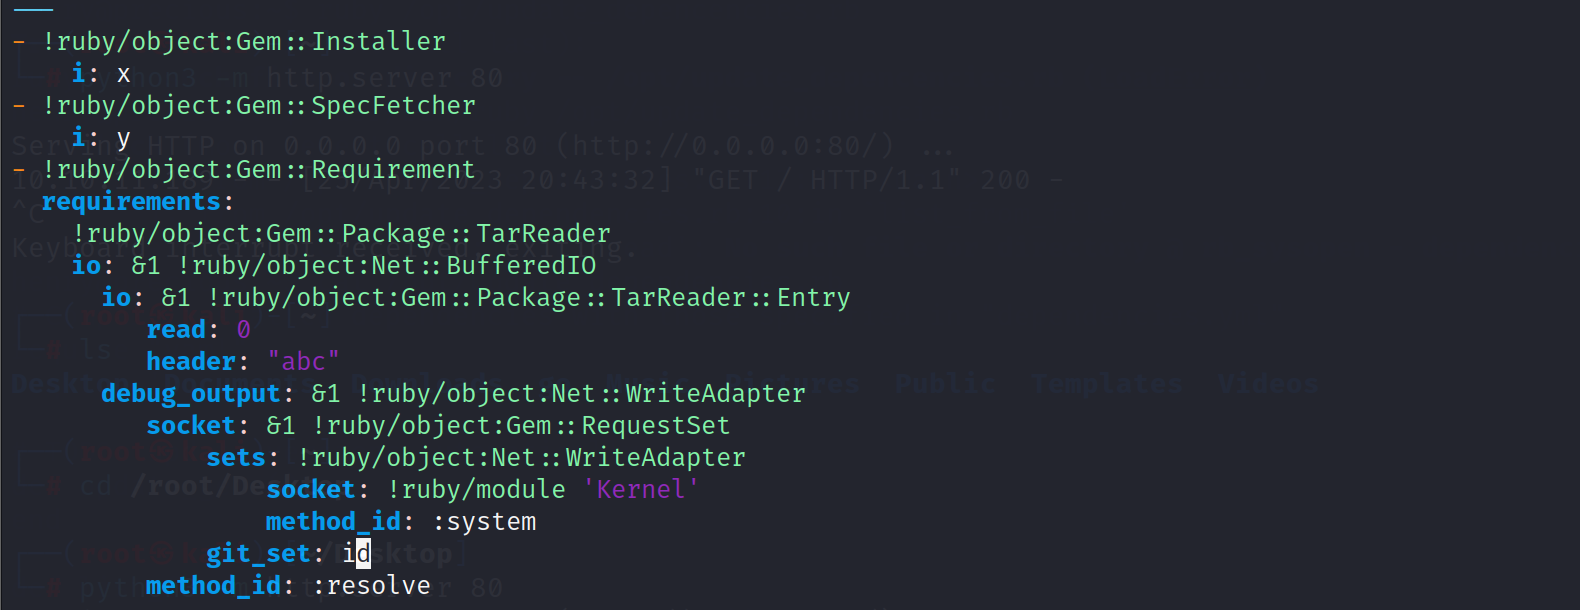 ---
- !ruby/object:Gem::Installer
i: x
- !ruby/object:Gem::SpecFetcher
i: y
- !ruby/object:Gem::Requirement
requirements:
!ruby/object:Gem::Package::TarReader
io: &1 !ruby/object:Net::BufferedIO
io: &1 !ruby/object:Gem::Package::TarReader::Entry
read: 0
header: "abc"
debug_output: &1 !ruby/object:Net::WriteAdapter
socket: &1 !ruby/object:Gem::RequestSet
sets: !ruby/object:Net::WriteAdapter
socket: !ruby/module 'Kernel'
method_id: :system
git_set: id
method_id: :resolve